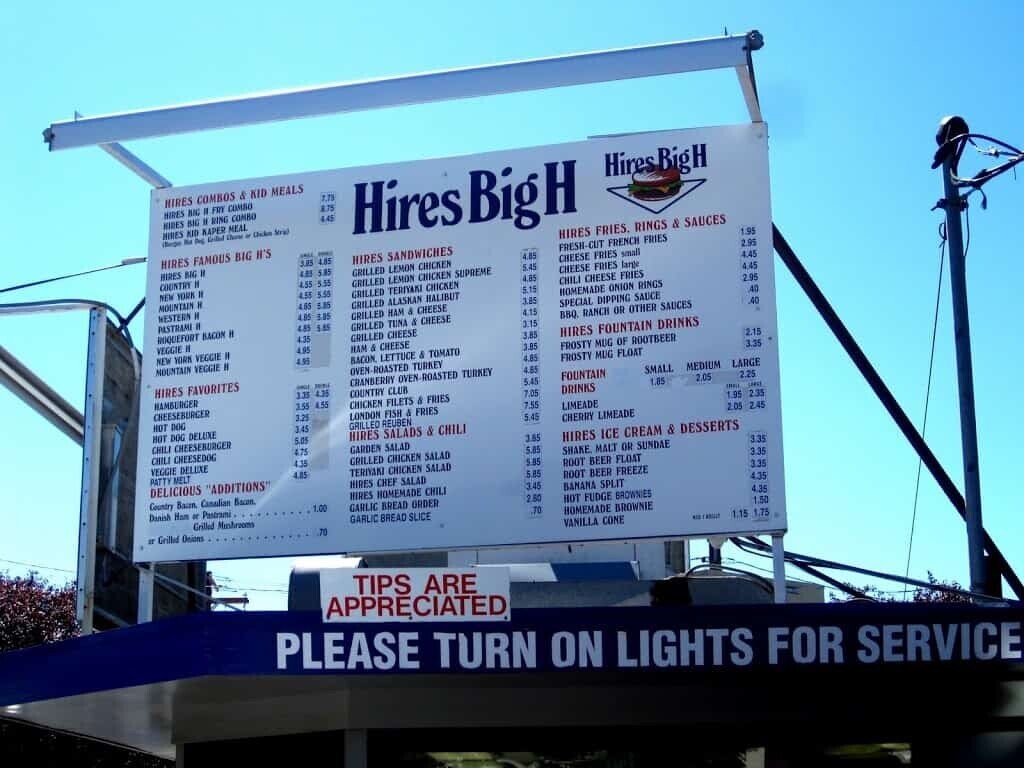 Hires Big H
Hires Big H
HIRES COMBOS & KID MEALS
HIRES BIG H FRY COMBO 7.75
HIRES BIG H RING COMBO 8.75
HIRES KID KAPER MEAL 4.45
(Burger, Hot Dog, Grilled Cheese or Chicken Strip)
HIRES FAMOUS BIG H'S SINGLE DOUBLE
HIRES BIG H 3.85 4.85
COUNTRY H 4.85 5.85
NEW YORK H 4.55 5.55
MOUNTAIN H 4.55 5.55
WESTERN H 4.85 5.85
PASTRAMI H 4.85 5.85
ROQUEFORT BACON H 4.85 5.85
VEGGIE H 4.35
NEW YORK VEGGIE H 4.95
MOUNTAIN VEGGIE H 4.95
HIRES FAVORITES SINGLE DOUBLE
HAMBURGER 3.35 4.35
CHEESEBURGER 3.55 4.55
HOT DOG 3.25
HOT DOG DELUXE 3.45
CHILI CHEESEBURGER 5.05
CHILI CHEESEDOG 4.75
VEGGIE DELUXE 4.35
PATTY MELT 4.85
DELICIOUS "ADDITIONS"
Country Bacon, Canadian Bacon,
Danish Ham or Pastrami . . . . . . . . . . 1.00
Grilled Mushrooms
or Grilled Onions . . . . . . . . . . . . .70
HIRES SANDWICHES
GRILLED LEMON CHICKEN 4.85
GRILLED LEMON CHICKEN SUPREME 5.45
GRILLED TERIYAKI CHICKEN 4.85
GRILLED ALASKAN HALIBUT 5.15
GRILLED HAM & CHEESE 3.85
GRILLED TUNA & CHEESE 4.15
GRILLED CHEESE 3.15
HAM & CHEESE 3.85
BACON, LETTUCE & TOMATO 3.85
OVEN-ROASTED TURKEY 4.85
CRANBERRY OVEN-ROASTED TURKEY 4.85
COUNTRY CLUB 5.45
CHICKEN FILETS & FRIES 7.05
LONDON FISH & FRIES 7.55
GRILLED REUBEN 5.45
HIRES SALADS & CHILI
GARDEN SALAD 3.65
GRILLED CHICKEN SALAD 5.85
TERIYAKI CHICKEN SALAD 5.85
HIRES CHEF SALAD 5.85
HIRES HOMEMADE CHILI 3.45
GARLIC BREAD ORDER 2.80
GARLIC BREAD SLICE .70
HIRES FRIES, RINGS & SAUCES
FRESH-CUT FRENCH FRIES 1.95
CHEESE FRIES small 2.95
CHEESE FRIES large 4.45
CHILI CHEESE FRIES 4.45
HOMEMADE ONION RINGS 2.95
SPECIAL DIPPING SAUCE .40
BBQ, RANCH OR OTHER SAUCES .40
HIRES FOUNTAIN DRINKS
FROSTY MUG OF ROOTBEER 2.15
FROSTY MUG FLOAT 3.35
FOUNTAIN DRINKS SMALL MEDIUM LARGE
1.85 2.05 2.25
SMALL LARGE
LIMEADE 1.95 2.35
CHERRY LIMEADE 2.05 2.45
HIRES ICE CREAM & DESSERTS
SHAKE, MALT OR SUNDAE 3.35
ROOT BEER FLOAT 3.35
ROOT BEER FREEZE 3.35
BANANA SPLIT 4.35
HOT FUDGE BROWNIES 4.35
HOMEMADE BROWNIE 1.50
VANILLA CONE 1.15 1.75
TIPS ARE
APPRECIATED
PLEASE TURN ON LIGHTS FOR SERVICE